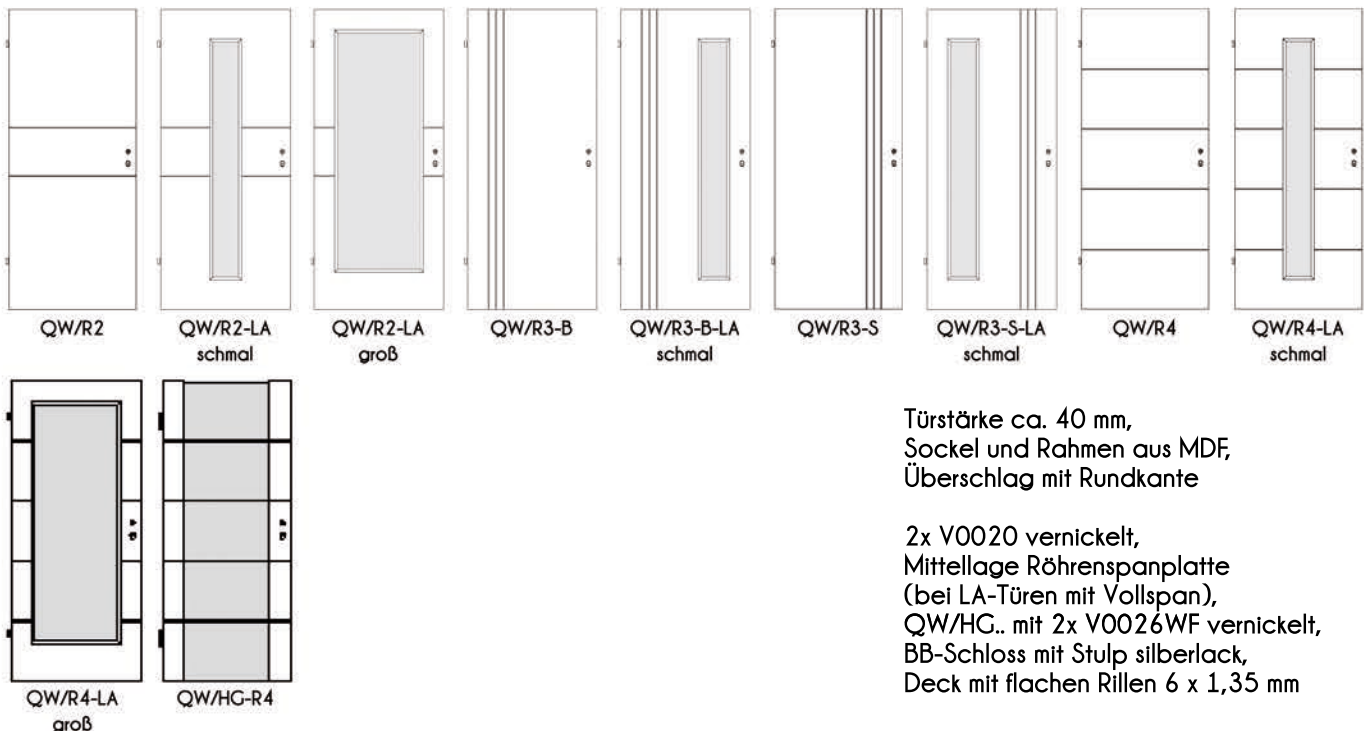 QW/R2
QW/R2-LA
schmal
QW/R2-LA
groß
QW/R3-B
QW/R3-B-LA
schmal
QW/R3-S
QW/R3-S-LA
schmal
QW/R4
QW/R4-LA
schmal
QW/R4-LA
groß
QW/HG-R4
Türstärke ca. 40 mm,
Sockel und Rahmen aus MDF,
Überschlag mit Rundkante
2x V0020 vernickelt,
Mittellage Röhrenspanplatte
(bei LA-Türen mit Vollspan),
QW/HG.. mit 2x V0026WF vernickelt,
BB-Schloss mit Stulp silberlack,
Deck mit flachen Rillen 6 x 1,35 mm